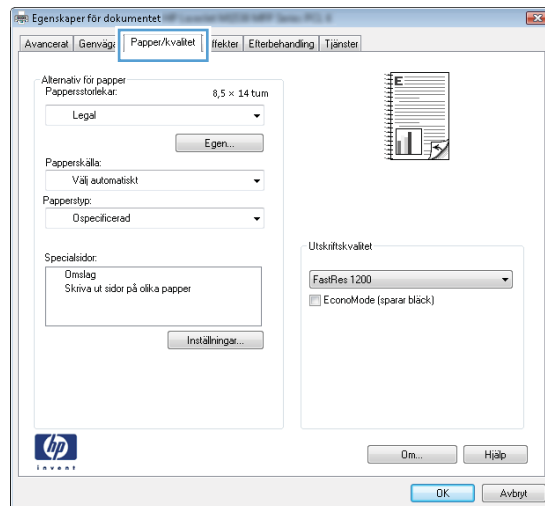 Egenskaper för dokumentet
Avancerat Genvägar Papper/kvalitet ffekter Efterbehandling Tjänster
Alternativ för papper
Pappersstorlekar: 8,5 × 14 tum
Legal
Egen...
Papperskälla:
Välj automatiskt
Papperstyp:
Ospecificerad
Specialsidor:
Omslag
Skriva ut sidor på olika papper
Inställningar...
E
Utskriftskvalitet
FastRes 1200
EconoMode (sparar bläck)
hp
invent
Om... Hjälp
OK Avbryt